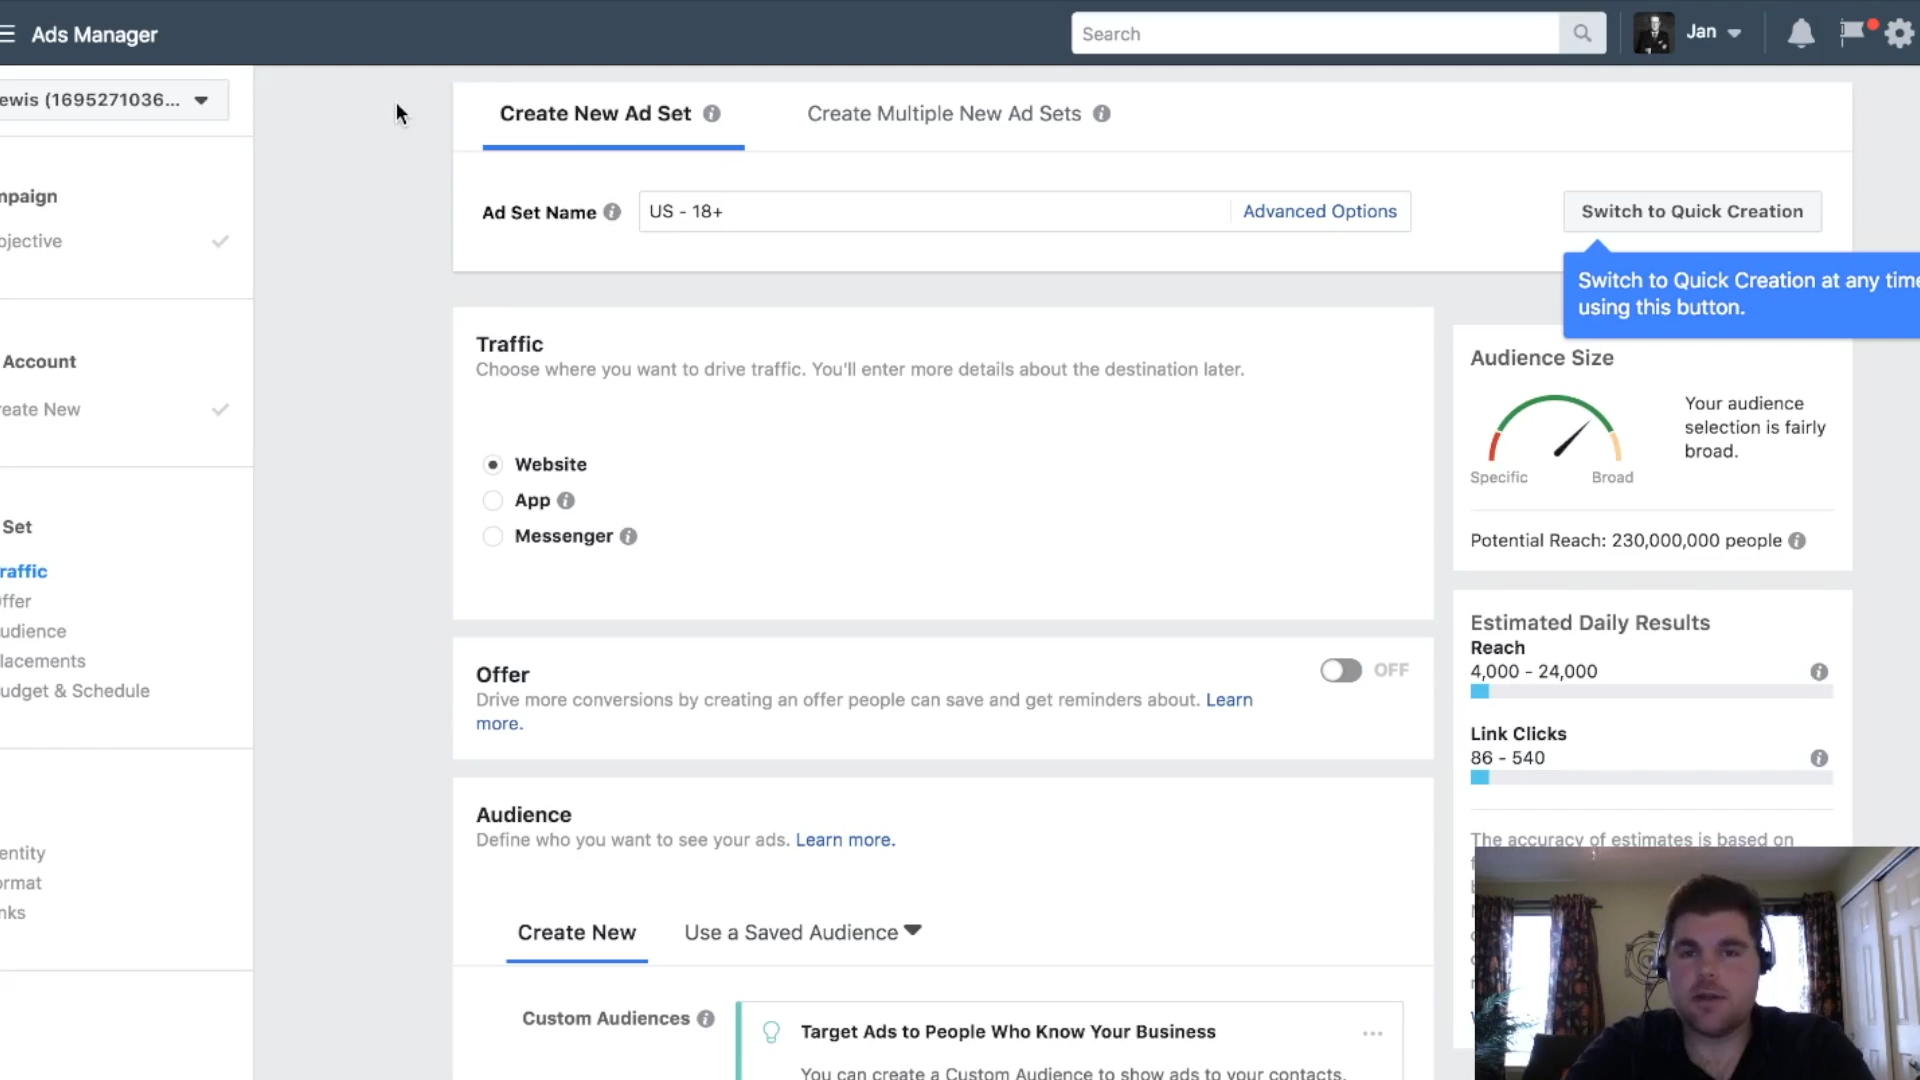 Ads Manager
Search
Jan
ewis (1695271036...
Create New Ad Set
Create Multiple New Ad Sets
mpaign
bjective
Ad Set Name
US - 18+
Advanced Options
Switch to Quick Creation
Switch to Quick Creation at any time
using this button.
Account
reate New
Set
raffic
ffer
udience
lacements
udget & Schedule
entity
ormat
nks
Traffic
Choose where you want to drive traffic. You'll enter more details about the destination later.
Website
App
Messenger
Offer
OFF
Drive more conversions by creating an offer people can save and get reminders about. Learn
more.
Audience
Define who you want to see your ads. Learn more.
Create New
Use a Saved Audience
Custom Audiences
Target Ads to People Who Know Your Business
You can create a Custom Audience to show ads to your contacts,
Audience Size
Your audience
selection is fairly
broad.
Specific
Broad
Potential Reach: 230,000,000 people
Estimated Daily Results
Reach
4,000 - 24,000
Link Clicks
86 - 540
The accuracy of estimates is based on